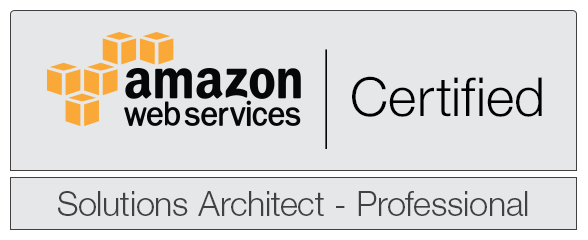 amazon
web services
Certified
Solutions Architect - Professional